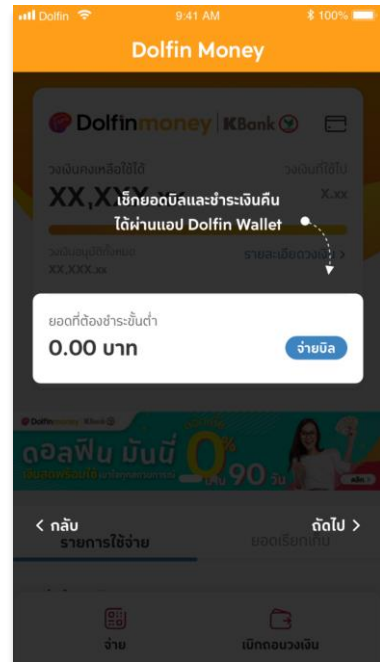 Dolfin 9:41 AM 100%
Dolfin Money
Dolfinmoney KBank
วงเงินคงเหลือใช้ได้ วงเงินที่ใช้ไป
XX,XXX.xx X.xx
เช็กยอดบิลและชำระเงินคืน
ได้ผ่านแอป Dolfin Wallet
วงเงินอนุมัติทั้งหมด รายละเอียดวงเงิน >
XX,XXX.xx
ยอดที่ต้องชำระขั้นต่ำ
0.00 บาท จ่ายบิล
Dolfinmoney KBank
ดอลฟิน มันนี่ 0%
90 วัน
< กลับ ถัดไป >
รายการใช้จ่าย ยอดเรียกเก็บ
จ่าย เบิกถอนวงเงิน